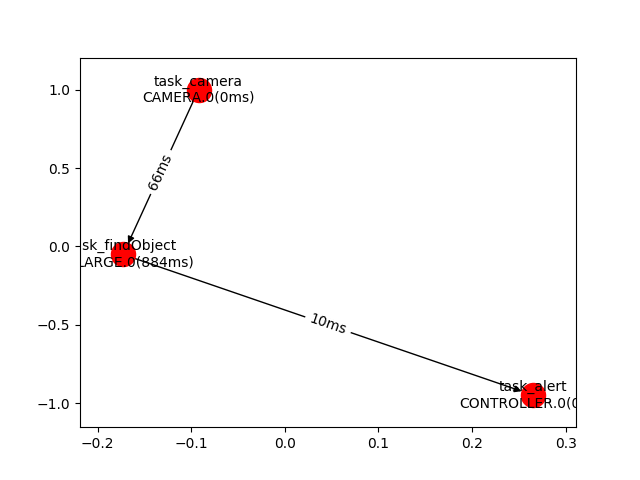 task_camera
CAMERA.0(0ms)
66ms
sk_findObject
ARGE.0(884ms)
10ms
task_alert
CONTROLLER.0(0
1.0
0.5
0.0
−0.5
−1.0
−0.2
−0.1
0.0
0.1
0.2
0.3